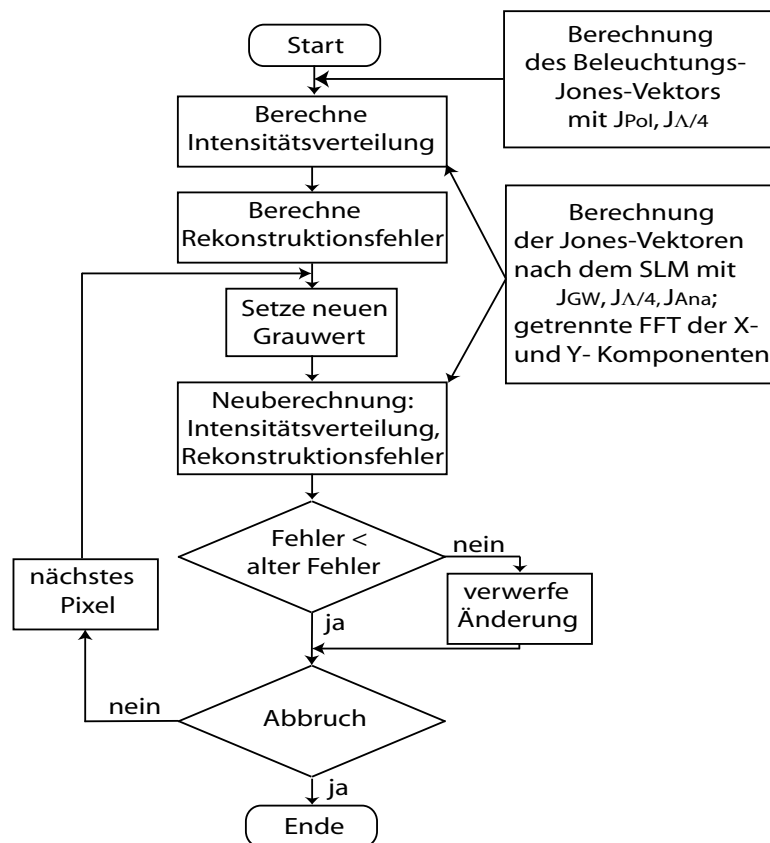 Start
Berechne
Intensitätsverteilung
Berechne
Rekonstruktionsfehler
Setze neuen
Grauwert
Neuberechnung:
Intensitätsverteilung,
Rekonstruktionsfehler
Fehler <
alter Fehler
nein
verwerfe
Änderung
ja
nächstes
Pixel
nein
Abbruch
ja
Ende
Berechnung
des Beleuchtungs-
Jones-Vektors
mit JPol, JΛ/4
Berechnung
der Jones-Vektoren
nach dem SLM mit
JGW, JΛ/4, JAna;
getrennte FFT der X-
und Y- Komponenten